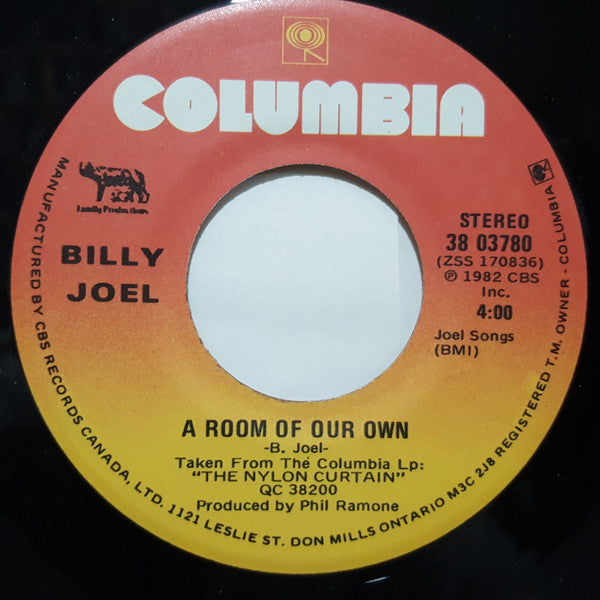 COLUMBIA
Family Productions
BILLY
JOEL
STEREO
38 03780
(ZSS 170836)
Ⓟ 1982 CBS
Inc.
4:00
Joel Songs
(BMI)
A ROOM OF OUR OWN
-B. Joel-
Taken From The Columbia Lp:
“THE NYLON CURTAIN”
QC 38200
Produced by Phil Ramone
MANUFACTURED BY CBS RECORDS CANADA, LTD. 1121 LESLIE ST. DON MILLS ONTARIO M3C 2J8 REGISTERED T.M. OWNER - COLUMBIA